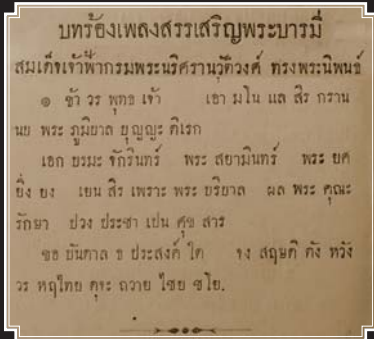 บทร้องเพลงสรรเสริญพระบารมี
สมเด็จเจ้าฟ้ากรมพระนริศรานุวัดิวงศ์ ทรงพระนิพนธ์
๏ ข้า วร พุทธ เจ้า เอา มโน แล ศิร กราน
นบ พระ ภูมิบาล บุญญะ ดิเรก
เอก บรมะ จักรินทร์ พระ สยามินทร์ พระ ยศ
ยิ่ง ยง เยน ศิร เพราะ พระ บริบาล ผล พระ คุณะ
รักษา ปวง ประชา เปน ศุข สาร
ขอ บันดาล ธ ประสงค์ ใด จง สฤษดิ ดัง หวัง
วร หฤไทย ดุจะ ถวาย ไชย ชโย.